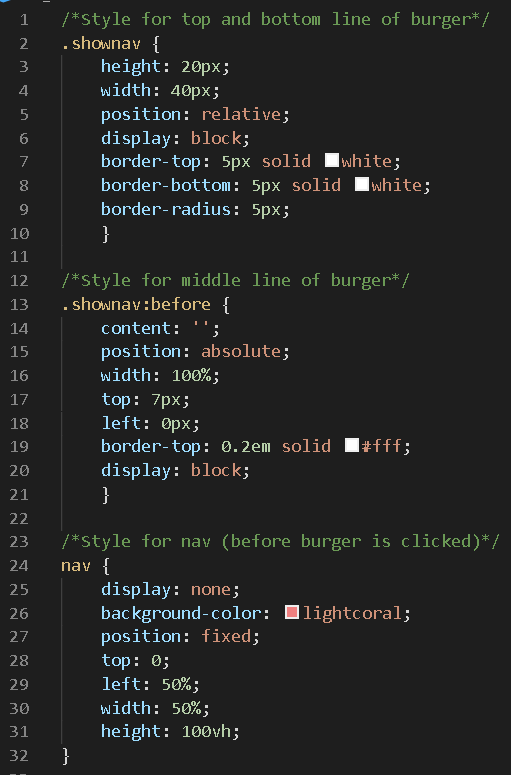 1 /*Style for top and bottom line of burger*/
2 .shownav {
3     height: 20px;
4     width: 40px;
5     position: relative;
6     display: block;
7     border-top: 5px solid white;
8     border-bottom: 5px solid white;
9     border-radius: 5px;
10     }
11
12 /*Style for middle line of burger*/
13 .shownav:before {
14     content: '';
15     position: absolute;
16     width: 100%;
17     top: 7px;
18     left: 0px;
19     border-top: 0.2em solid #fff;
20     display: block;
21     }
22
23 /*Style for nav (before burger is clicked)*/
24 nav {
25     display: none;
26     background-color: lightcoral;
27     position: fixed;
28     top: 0;
29     left: 50%;
30     width: 50%;
31     height: 100vh;
32 }